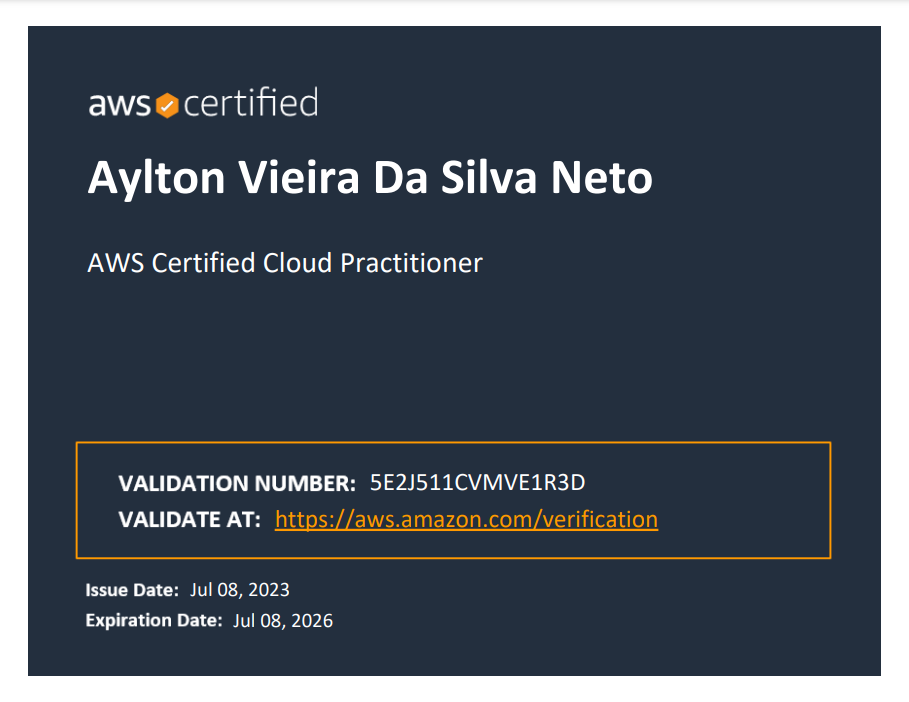 aws certified
Aylton Vieira Da Silva Neto
AWS Certified Cloud Practitioner
VALIDATION NUMBER: 5E2J511CVMVE1R3D
VALIDATE AT: https://aws.amazon.com/verification
Issue Date: Jul 08, 2023
Expiration Date: Jul 08, 2026